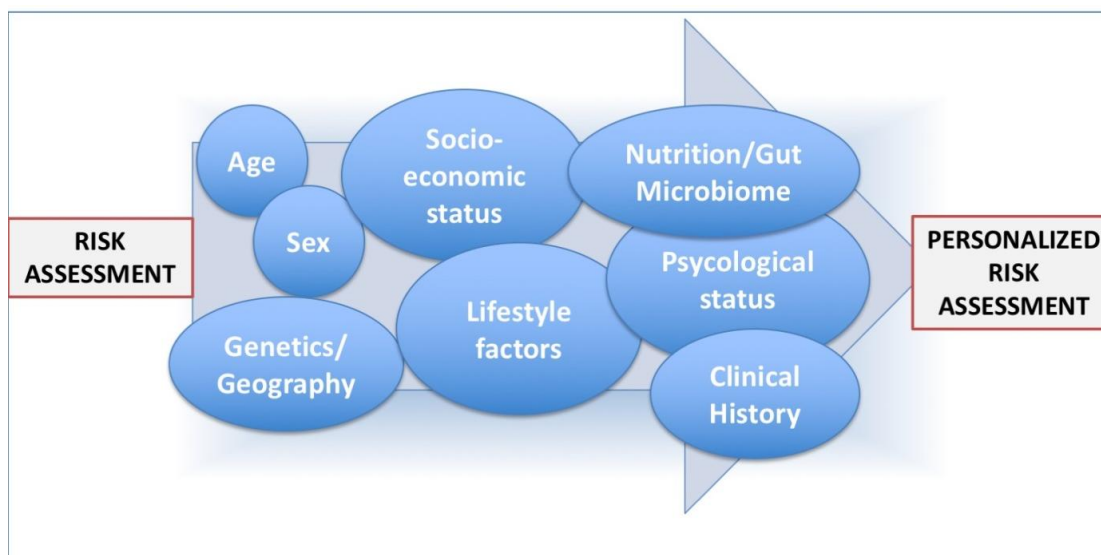 RISK
ASSESSMENT
Age
Sex
Genetics/
Geography
Socio-
economic
status
Lifestyle
factors
Nutrition/Gut
Microbiome
Psycological
status
Clinical
History
PERSONALIZED
RISK
ASSESSMENT